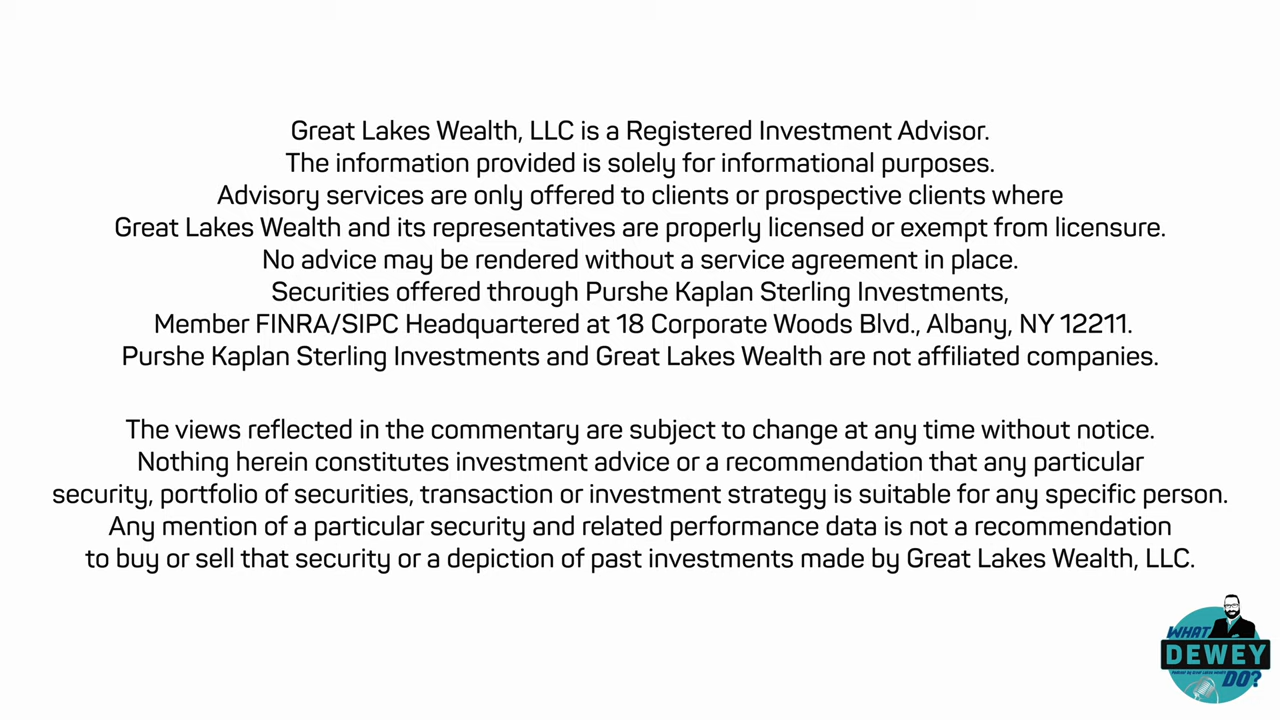 Great Lakes Wealth, LLC is a Registered Investment Advisor.
The information provided is solely for informational purposes.
Advisory services are only offered to clients or prospective clients where
Great Lakes Wealth and its representatives are properly licensed or exempt from licensure.
No advice may be rendered without a service agreement in place.
Securities offered through Purshe Kaplan Sterling Investments,
Member FINRA/SIPC Headquartered at 18 Corporate Woods Blvd., Albany, NY 12211.
Purshe Kaplan Sterling Investments and Great Lakes Wealth are not affiliated companies.
The views reflected in the commentary are subject to change at any time without notice.
Nothing herein constitutes investment advice or a recommendation that any particular
security, portfolio of securities, transaction or investment strategy is suitable for any specific person.
Any mention of a particular security and related performance data is not a recommendation
to buy or sell that security or a depiction of past investments made by Great Lakes Wealth, LLC.
WHAT
DEWEY
DO?